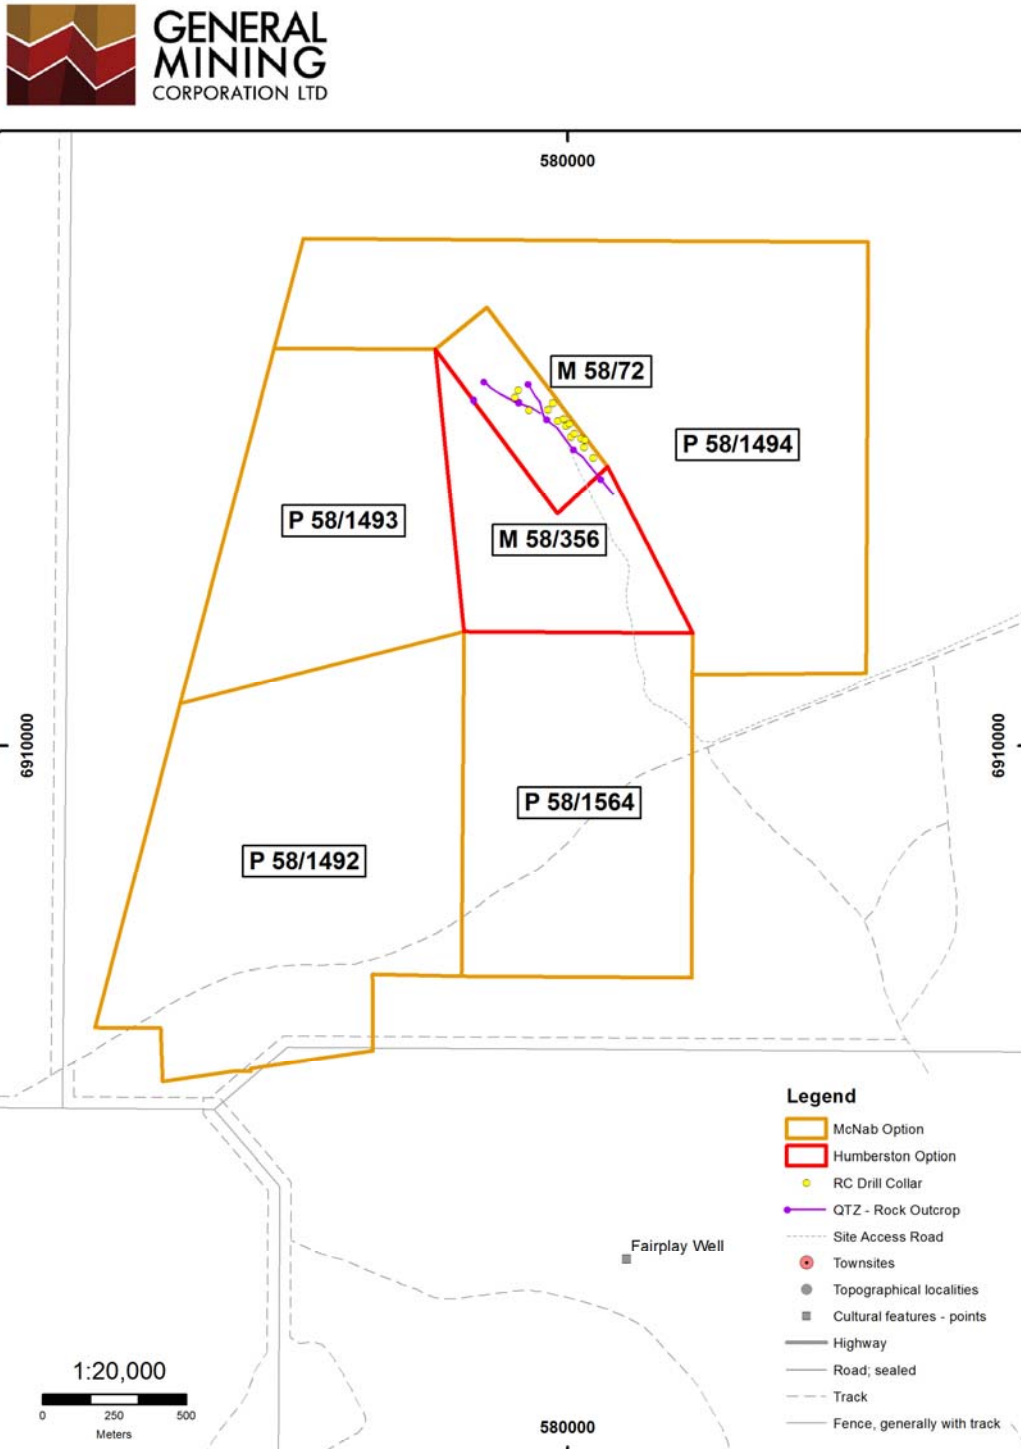 GENERAL
MINING
CORPORATION LTD
580000
M 58/72
P 58/1494
P 58/1493
M 58/356
6910000
6910000
P 58/1564
P 58/1492
Legend
McNab Option
Humberston Option
RC Drill Collar
QTZ - Rock Outcrop
Site Access Road
Townsites
Topographical localities
Cultural features - points
Highway
Road; sealed
Track
Fence, generally with track
Fairplay Well
1:20,000
0 250 500
Meters
580000